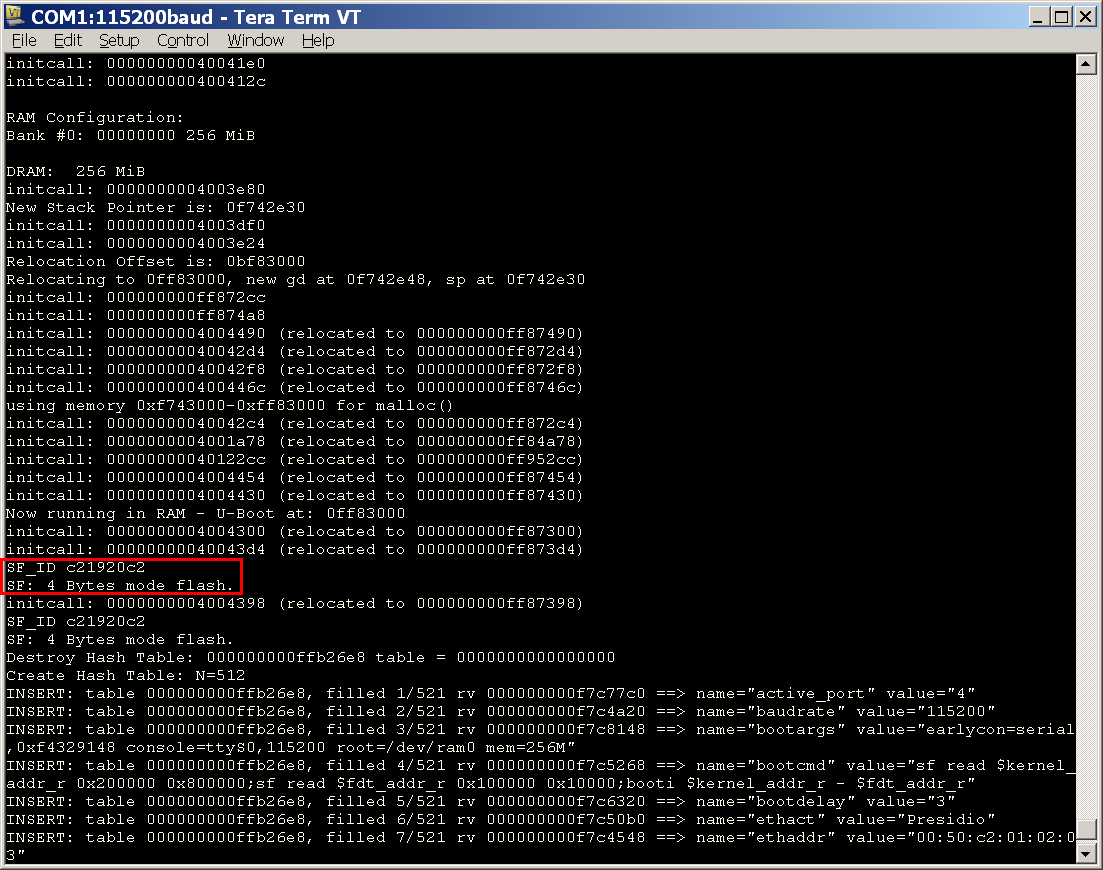 COM1:115200baud - Tera Term VT
File Edit Setup Control Window Help
initcall: 00000000040041e0
initcall: 000000000400412c
RAM Configuration:
Bank #0: 00000000 256 MiB
DRAM:  256 MiB
initcall: 0000000004003e80
New Stack Pointer is: 0f742e30
initcall: 0000000004003df0
initcall: 0000000004003e24
Relocation Offset is: 0bf83000
Relocating to 0ff83000, new gd at 0f742e48, sp at 0f742e30
initcall: 000000000ff872cc
initcall: 000000000ff874a8
initcall: 0000000004004490 (relocated to 000000000ff87490)
initcall: 00000000040042d4 (relocated to 000000000ff872d4)
initcall: 00000000040042f8 (relocated to 000000000ff872f8)
initcall: 000000000400446c (relocated to 000000000ff8746c)
using memory 0xf743000-0xff83000 for malloc()
initcall: 00000000040042c4 (relocated to 000000000ff872c4)
initcall: 0000000004001a78 (relocated to 000000000ff84a78)
initcall: 00000000040122cc (relocated to 000000000ff952cc)
initcall: 0000000004004454 (relocated to 000000000ff87454)
initcall: 0000000004004430 (relocated to 000000000ff87430)
Now running in RAM - U-Boot at: 0ff83000
initcall: 0000000004004300 (relocated to 000000000ff87300)
initcall: 00000000040043d4 (relocated to 000000000ff873d4)
SF_ID c21920c2
SF: 4 Bytes mode flash.
initcall: 0000000004004398 (relocated to 000000000ff87398)
SF_ID c21920c2
SF: 4 Bytes mode flash.
Destroy Hash Table: 000000000ffb26e8 table = 0000000000000000
Create Hash Table: N=512
INSERT: table 000000000ffb26e8, filled 1/521 rv 000000000f7c77c0 ==> name="active_port" value="4"
INSERT: table 000000000ffb26e8, filled 2/521 rv 000000000f7c4a20 ==> name="baudrate" value="115200"
INSERT: table 000000000ffb26e8, filled 3/521 rv 000000000f7c8148 ==> name="bootargs" value="earlycon=serial
,0xf4329148 console=ttyS0,115200 root=/dev/ram0 mem=256M"
INSERT: table 000000000ffb26e8, filled 4/521 rv 000000000f7c5268 ==> name="bootcmd" value="sf read $kernel_
addr_r 0x200000 0x800000;sf read $fdt_addr_r 0x100000 0x10000;booti $kernel_addr_r - $fdt_addr_r"
INSERT: table 000000000ffb26e8, filled 5/521 rv 000000000f7c6320 ==> name="bootdelay" value="3"
INSERT: table 000000000ffb26e8, filled 6/521 rv 000000000f7c50b0 ==> name="ethact" value="Presidio"
INSERT: table 000000000ffb26e8, filled 7/521 rv 000000000f7c4548 ==> name="ethaddr" value="00:50:c2:01:02:0
3"